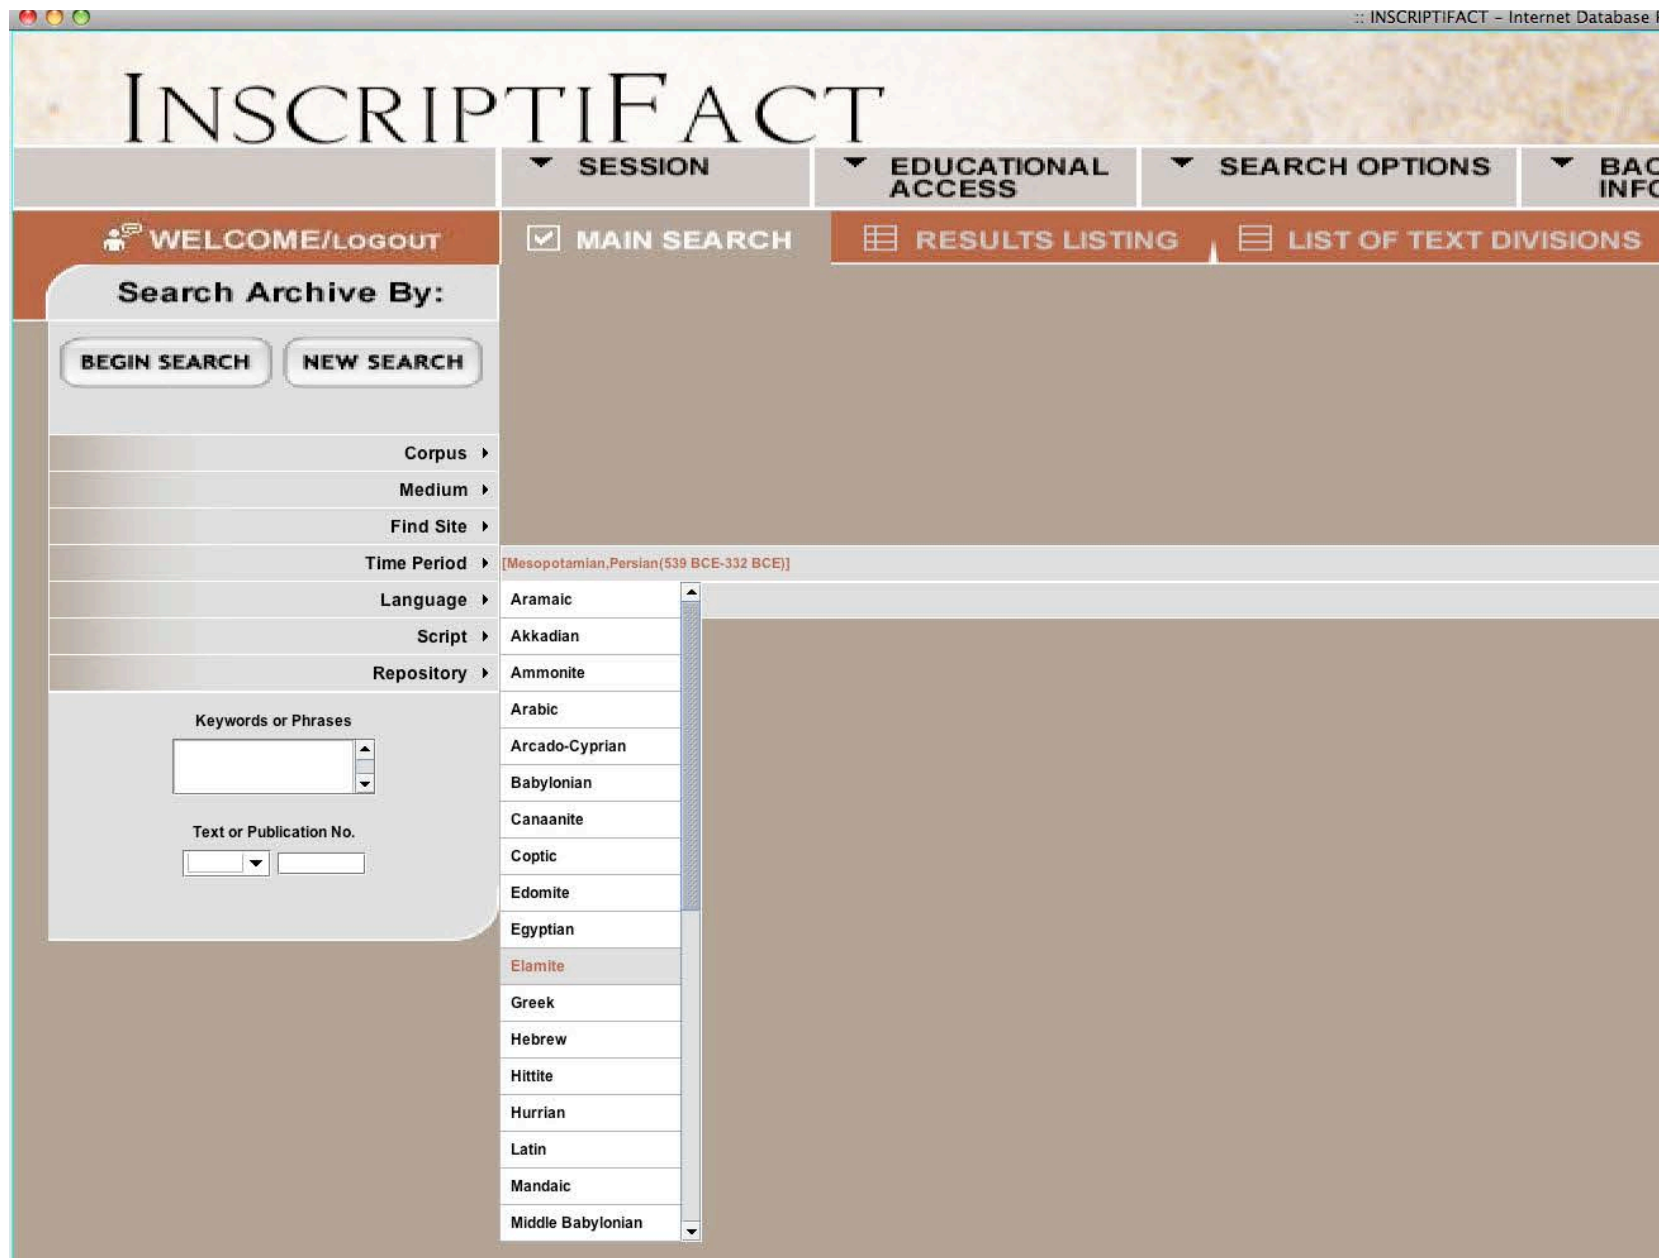 :: INSCRIPTIFACT – Internet Database
INSCRIPTIFACT
SESSION
EDUCATIONAL ACCESS
SEARCH OPTIONS
WELCOME/LOGOUT
MAIN SEARCH
RESULTS LISTING
LIST OF TEXT DIVISIONS
Search Archive By:
BEGIN SEARCH
NEW SEARCH
Corpus
Medium
Find Site
Time Period
[Mesopotamian,Persian(539 BCE-332 BCE)]
Language
Script
Repository
Keywords or Phrases
Text or Publication No.
Aramaic
Akkadian
Ammonite
Arabic
Arcado-Cyprian
Babylonian
Canaanite
Coptic
Edomite
Egyptian
Elamite
Greek
Hebrew
Hittite
Hurrian
Latin
Mandaic
Middle Babylonian